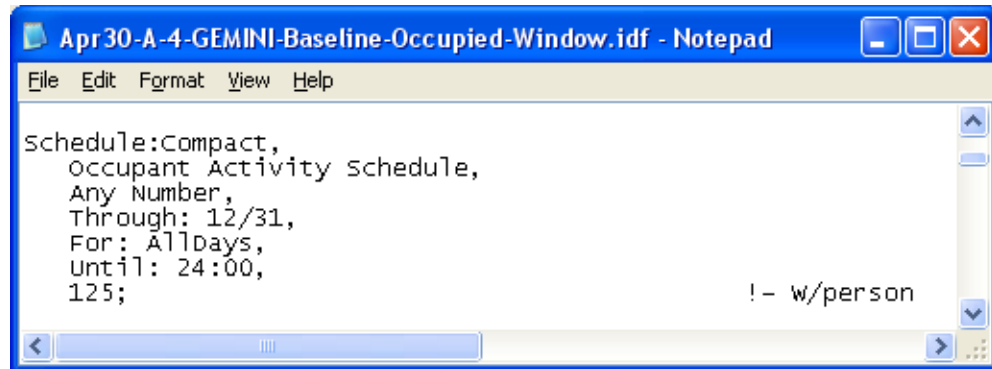 Apr30-A-4-GEMINI-Baseline-Occupied-Window.idf - Notepad
File Edit Format View Help
Schedule:Compact,
Occupant Activity Schedule,
Any Number,
Through: 12/31,
For: AllDays,
Until: 24:00,
125; !- W/person